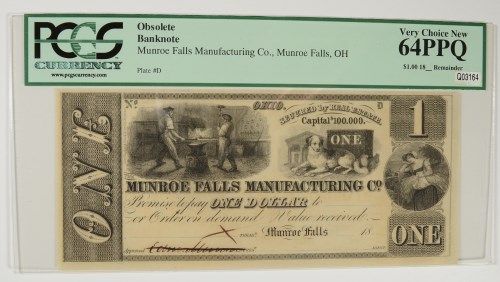 PCGS
CURRENCY
www.pcgscurrency.com
Obsolete
Banknote
Munroe Falls Manufacturing Co., Munroe Falls, OH
Plate #D
Very Choice New
64PPQ
$1.00 18__ Remainder
Q03164
No
OHIO.
D
SECURED by REAL ESTATE.
Capital $100.000.
ONE
1
ONE
MUNROE FALLS MANUFACTURING Co
Promise to pay ONE DOLLAR to
or Order on demand Value received.
Munroe Falls 18
ONE